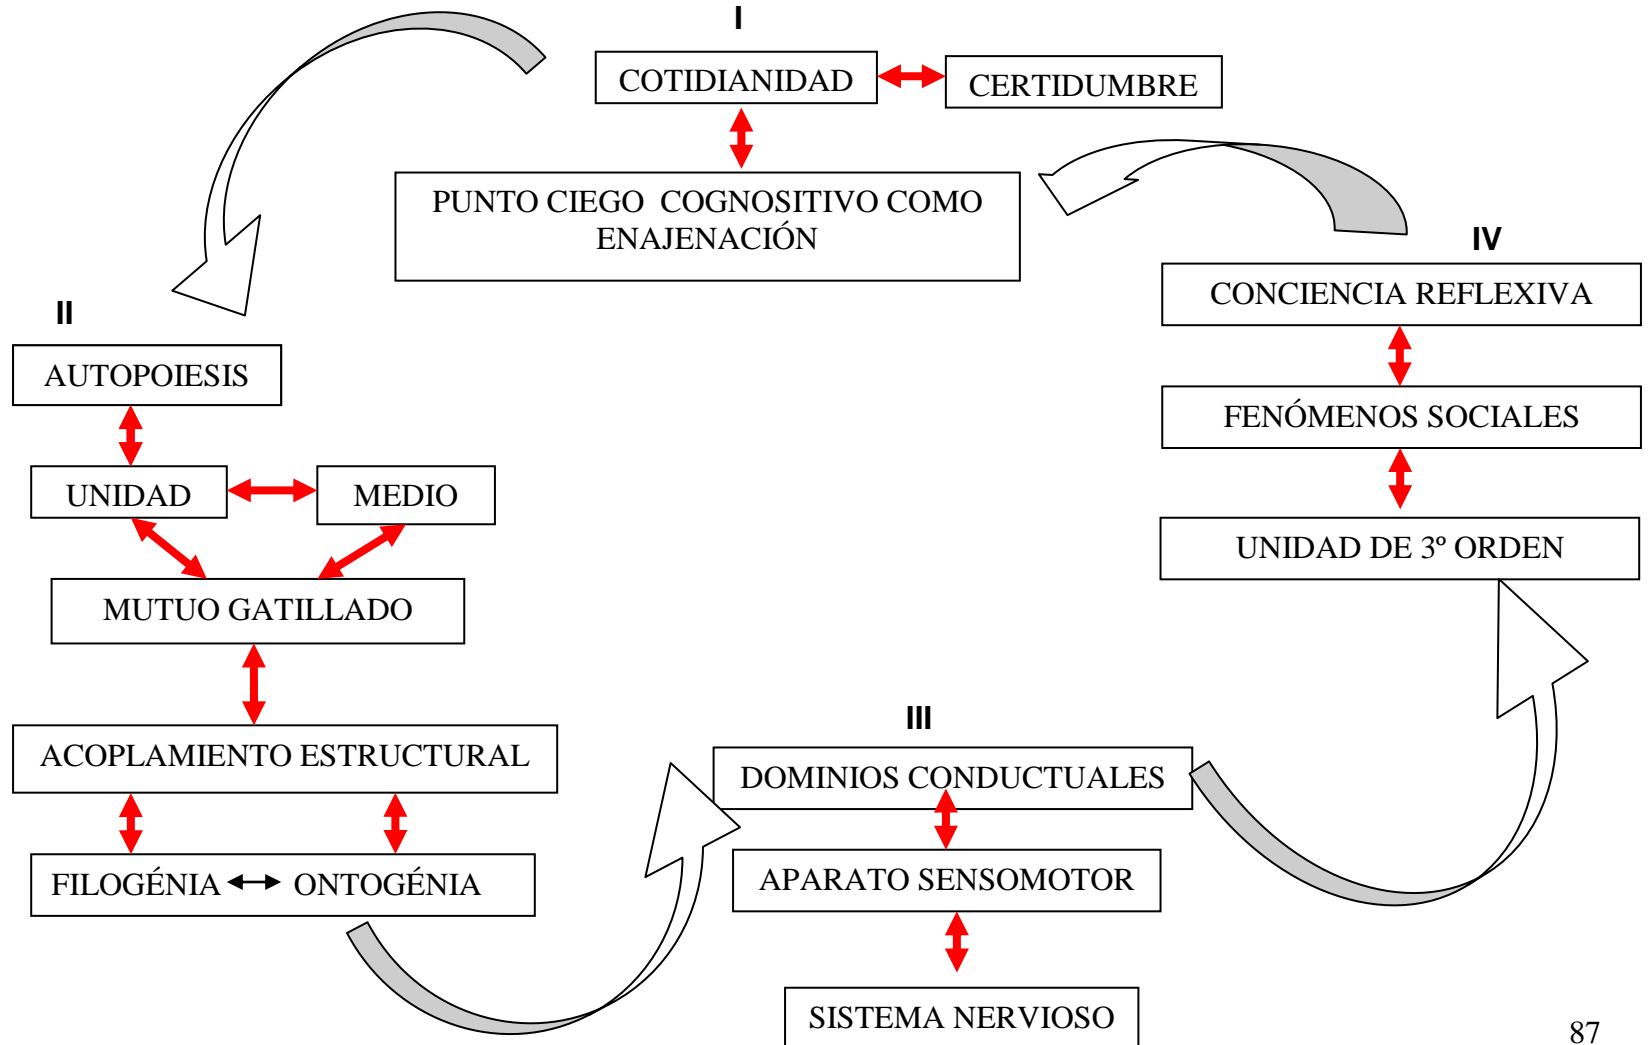 I
COTIDIANIDAD
CERTIDUMBRE
PUNTO CIEGO COGNOSITIVO COMO
ENAJENACIÓN
II
AUTOPOIESIS
UNIDAD
MEDIO
MUTUO GATILLADO
ACOPLAMIENTO ESTRUCTURAL
FILOGÉNIA
ONTOGÉNIA
III
DOMINIOS CONDUCTUALES
APARATO SENSOMOTOR
SISTEMA NERVIOSO
IV
CONCIENCIA REFLEXIVA
FENÓMENOS SOCIALES
UNIDAD DE 3º ORDEN
87